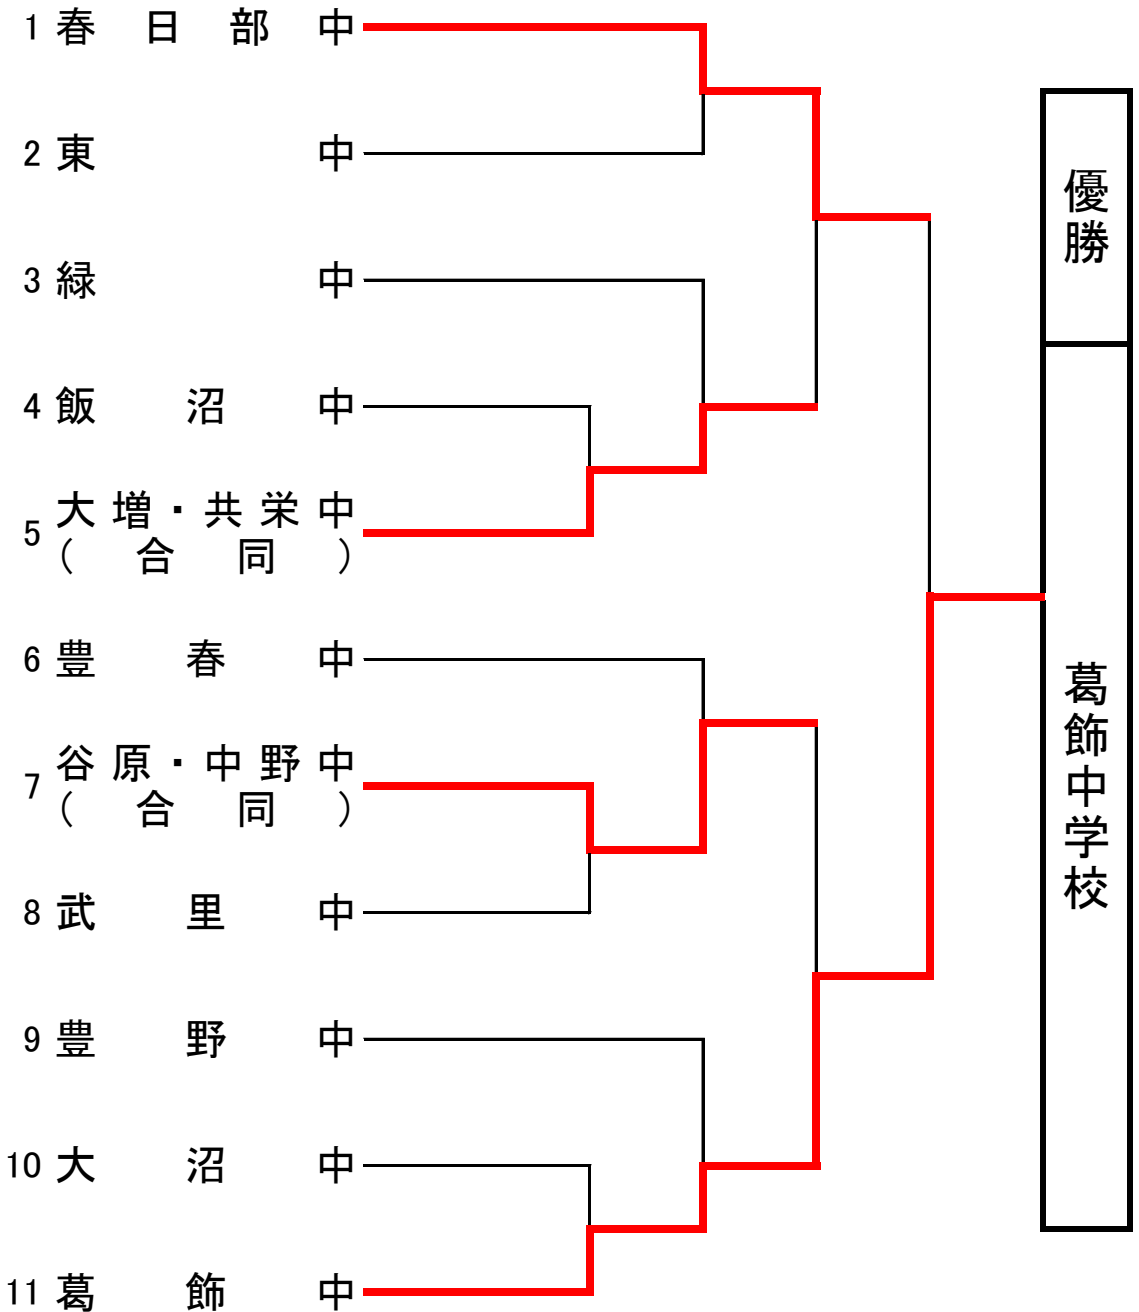 1 春日部中
2 東中
3 緑中
4 飯沼中
5 大増・共栄中
(合同)
6 豊春中
7 谷原・中野中
(合同)
8 武里中
9 豊野中
10 大沼中
11 葛飾中
優勝
葛飾中学校